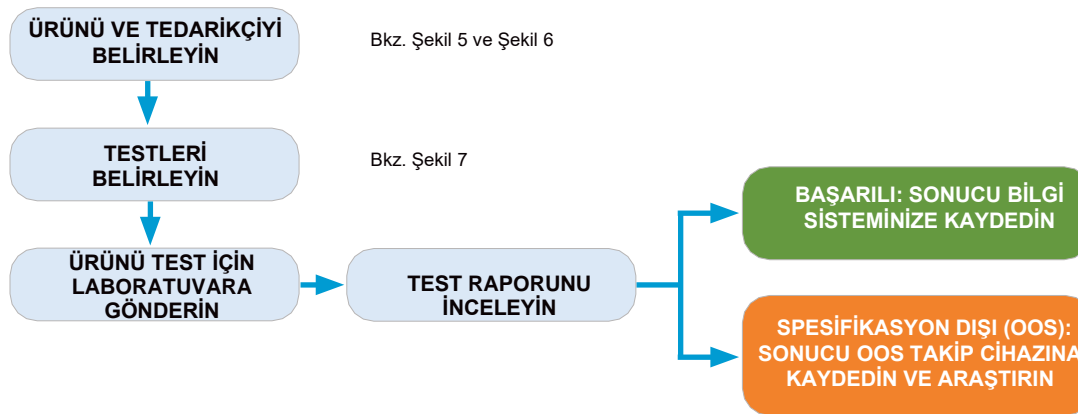 ÜRÜNÜ VE TEDARİKÇİYİ
BELİRLEYİN
Bkz. Şekil 5 ve Şekil 6
TESTLERİ
BELİRLEYİN
Bkz. Şekil 7
ÜRÜNÜ TEST İÇİN
LABORATUVARA
GÖNDERİN
TEST RAPORUNU
İNCELEYİN
BAŞARILI: SONUCU BİLGİ
SİSTEMİNİZE KAYDEDİN
SPESİFİKASYON DIŞI (OOS):
SONUCU OOS TAKİP CİHAZINA
KAYDEDİN VE ARAŞTIRIN